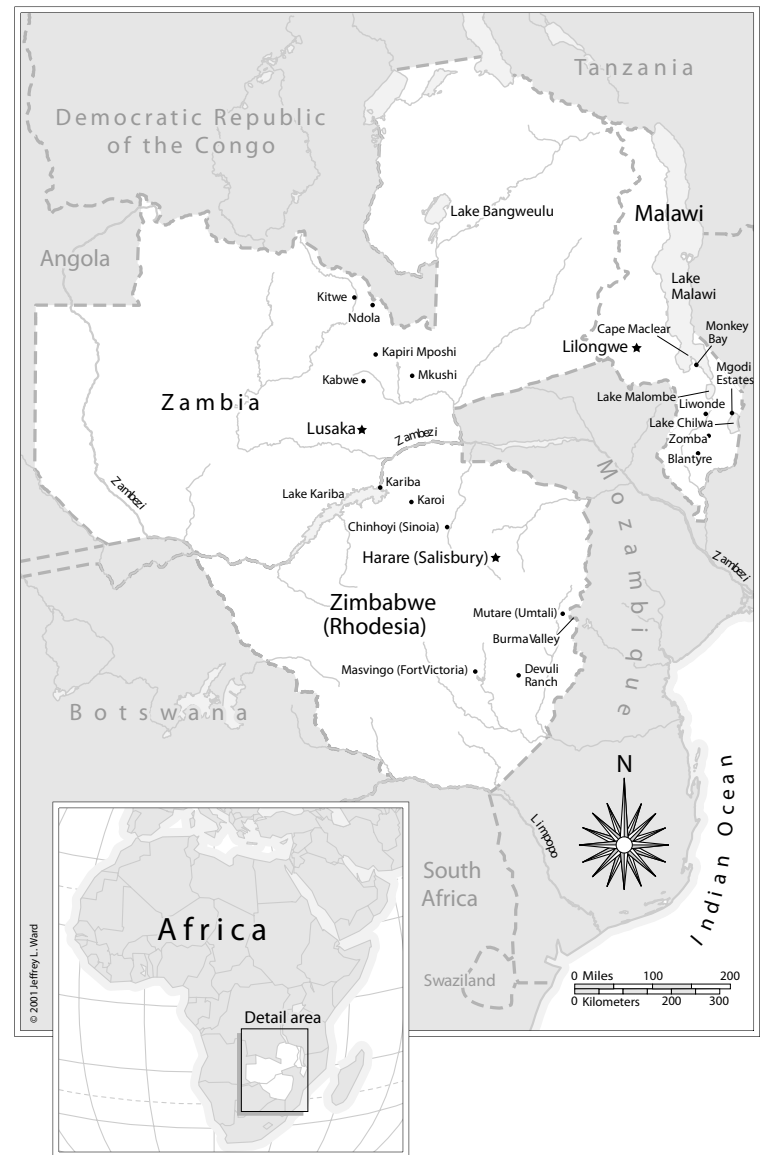 Tanzania
Democratic Republic
of the Congo
Lake Bangweulu
Malawi
Angola
Lake
Malawi
Kitwe
Ndola
Cape Maclear
Monkey
Bay
Lilongwe
Kapiri Mposhi
Mgodi
Estates
Kabwe
Mkushi
Lake Malombe
Zambia
Liwonde
Lake Chilwa
Lusaka
Zambezi
Zomba
Blantyre
Zambezi
Kariba
Lake Kariba
Karoi
Mozambique
Chinhoyi (Sinoia)
Harare (Salisbury)
Zambezi
Zimbabwe
(Rhodesia)
Mutare (Umtali)
Burma Valley
Masvingo (Fort Victoria)
Devuli
Ranch
Botswana
N
Indian Ocean
Limpopo
South
Africa
Swaziland
0 Miles 100 200
0 Kilometers 200 300
Africa
Detail area
© 2001 Jeffrey L. Ward